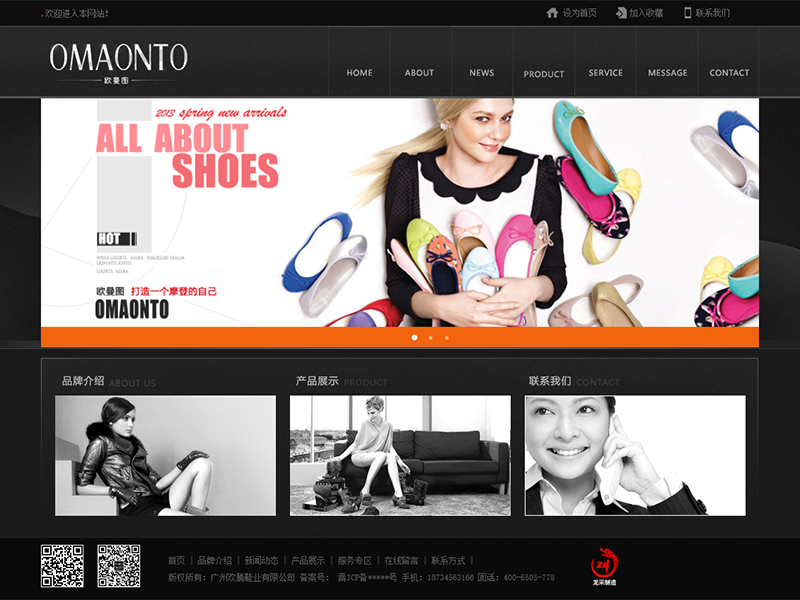 .欢迎进入本网站!
设为首页
加入收藏
联系我们
OMAONTO
欧曼图
HOME
ABOUT
NEWS
PRODUCT
SERVICE
MESSAGE
CONTACT
2013 spring new arrivals
ALL ABOUT
SHOES
HOT
欧曼图 打造一个摩登的自己
OMAONTO
品牌介绍 ABOUT US
产品展示 PRODUCT
联系我们 CONTACT
首页 | 品牌介绍 | 新闻动态 | 产品展示 | 服务专区 | 在线留言 | 联系方式 |
版权所有:广州欧腾鞋业有限公司 备案号: 晋ICP备*****号 手机:18734563166 固话:400-6505-778
龙采制造